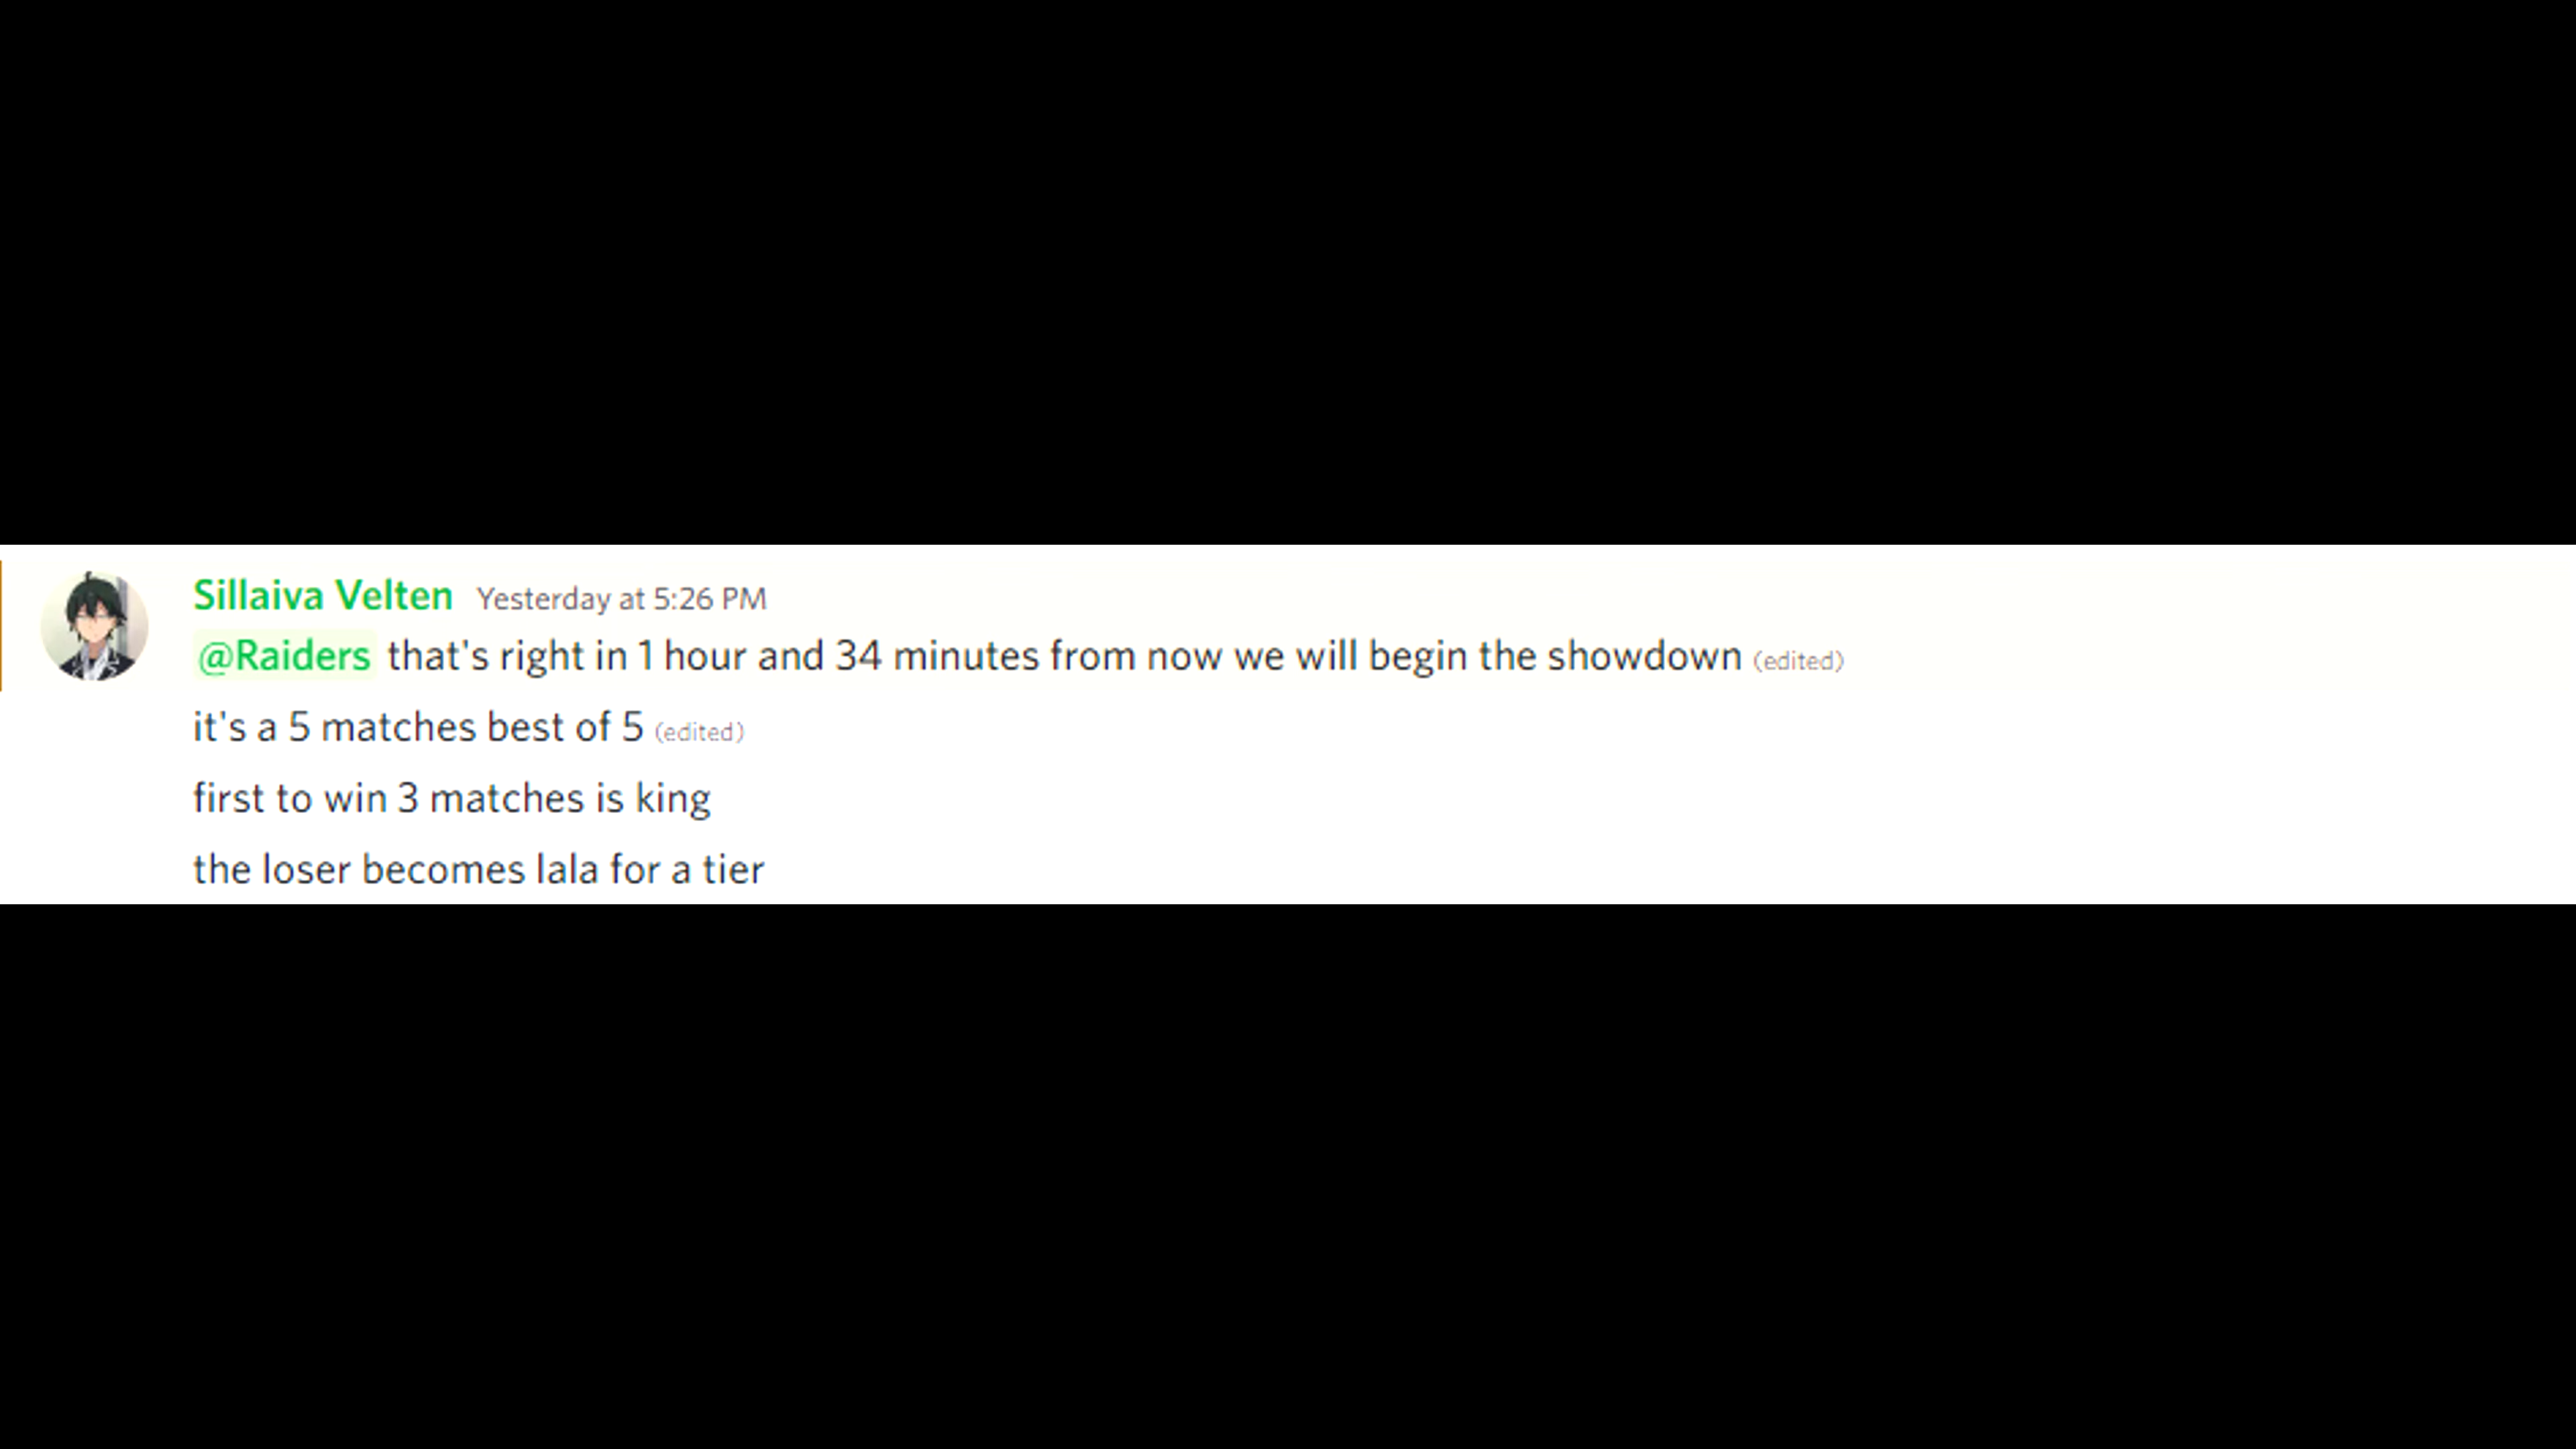 Sillaiva Velten Yesterday at 5:26 PM
@Raiders that's right in 1 hour and 34 minutes from now we will begin the showdown (edited)
it's a 5 matches best of 5 (edited)
first to win 3 matches is king
the loser becomes lala for a tier